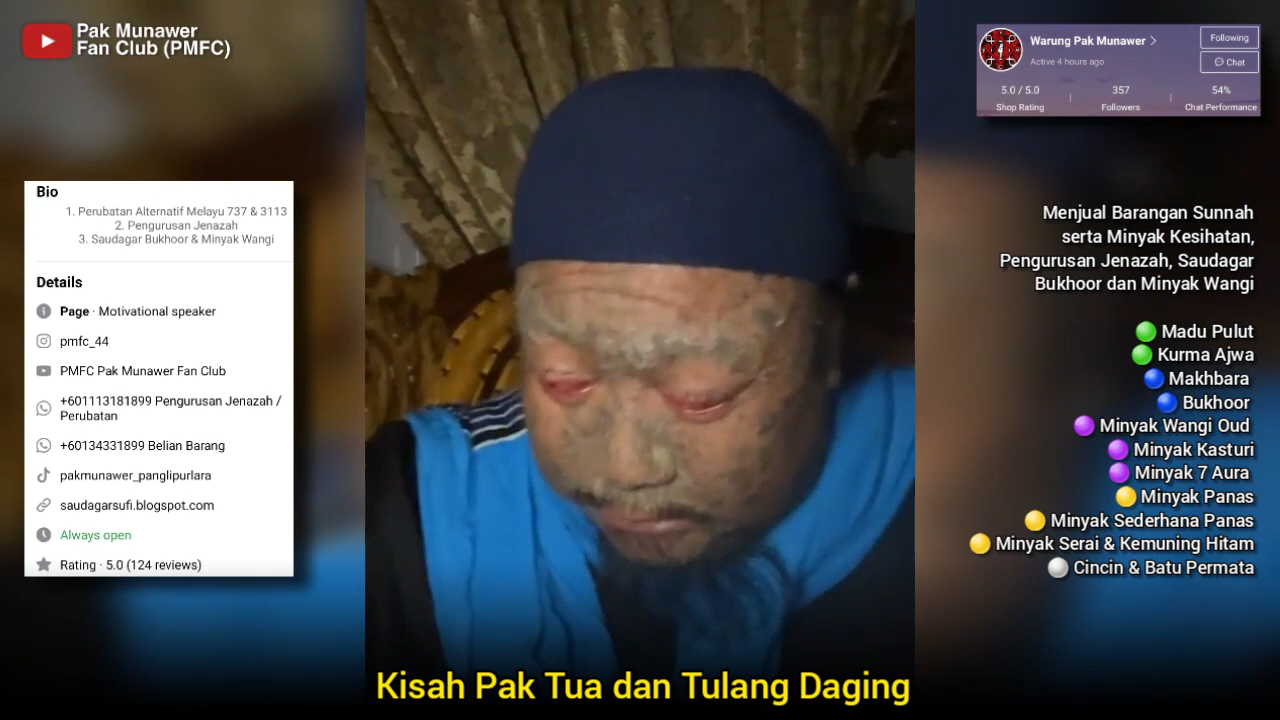 Pak Munawer
Fan Club (PMFC)
Bio
1. Perubatan Alternatif Melayu 737 & 3113
2. Pengurusan Jenazah
3. Saudagar Bukhoor & Minyak Wangi
Details
Page · Motivational speaker
pmfc_44
PMFC Pak Munawer Fan Club
+601113181899 Pengurusan Jenazah /
Perubatan
+60134331899 Belian Barang
pakmunawer_panglipurlara
saudagarsufi.blogspot.com
Always open
Rating · 5.0 (124 reviews)
Warung Pak Munawer >
Following
Active 4 hours ago
Chat
5.0 / 5.0
357
54%
Shop Rating
Followers
Chat Performance
Menjual Barangan Sunnah
serta Minyak Kesihatan,
Pengurusan Jenazah, Saudagar
Bukhoor dan Minyak Wangi
Madu Pulut
Kurma Ajwa
Makhbara
Bukhoor
Minyak Wangi Oud
Minyak Kasturi
Minyak 7 Aura
Minyak Panas
Minyak Sederhana Panas
Minyak Serai & Kemuning Hitam
Cincin & Batu Permata
Kisah Pak Tua dan Tulang Daging